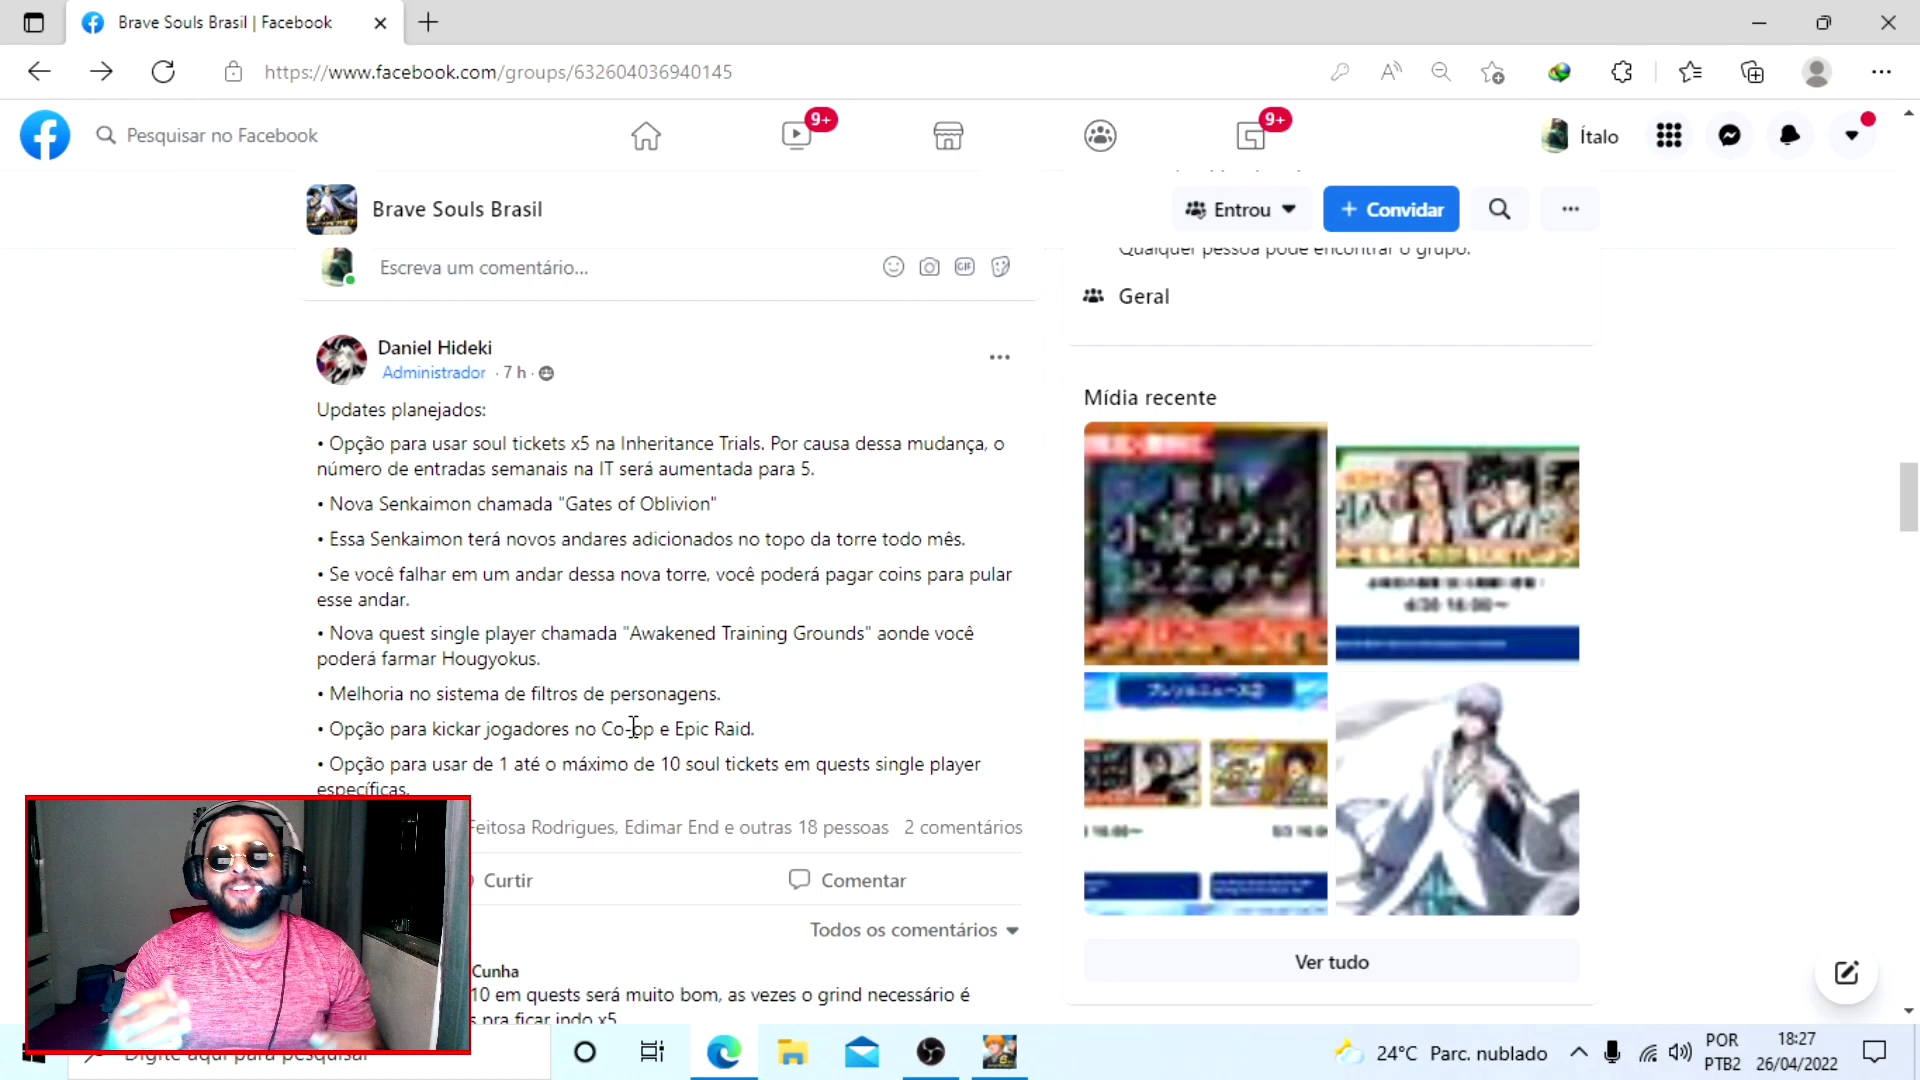 Brave Souls Brasil | Facebook
https://www.facebook.com/groups/632604036940145
Pesquisar no Facebook
9+
9+
Ítalo
Brave Souls Brasil
Entrou
+ Convidar
Escreva um comentário...
GIF
Qualquer pessoa pode encontrar o grupo.
Geral
Daniel Hideki
Administrador · 7 h ·
Updates planejados:
• Opção para usar soul tickets x5 na Inheritance Trials. Por causa dessa mudança, o
número de entradas semanais na IT será aumentada para 5.
• Nova Senkaimon chamada "Gates of Oblivion"
• Essa Senkaimon terá novos andares adicionados no topo da torre todo mês.
• Se você falhar em um andar dessa nova torre, você poderá pagar coins para pular
esse andar.
• Nova quest single player chamada "Awakened Training Grounds" aonde você
poderá farmar Hougyokus.
• Melhoria no sistema de filtros de personagens.
• Opção para kickar jogadores no Co-op e Epic Raid.
• Opção para usar de 1 até o máximo de 10 soul tickets em quests single player
específicas.
Feitosa Rodrigues, Edimar End e outras 18 pessoas
2 comentários
Curtir
Comentar
Todos os comentários
Cunha
10 em quests será muito bom, as vezes o grind necessário é
pra ficar indo x5
Mídia recente
Ver tudo
Digite aqui para pesquisar
24°C Parc. nublado
POR
PTB2
18:27
26/04/2022